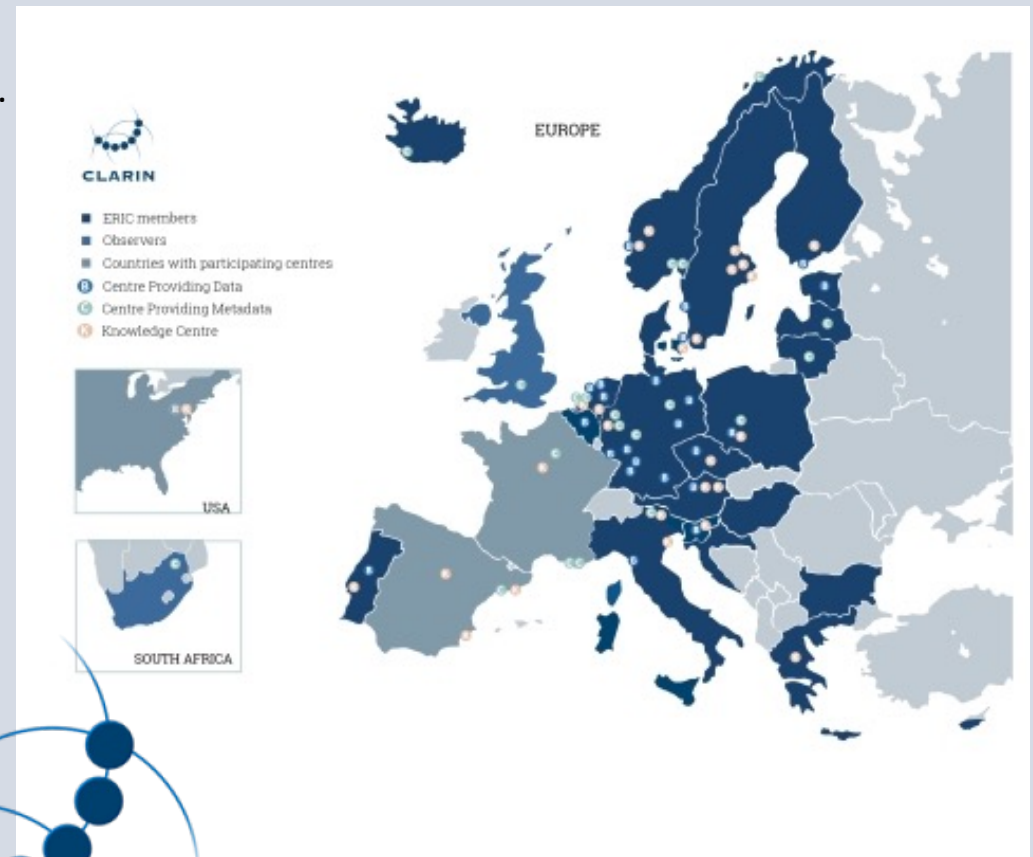 EUROPE
CLARIN
ERIC members
Observers
Countries with participating centres
B Centre Providing Data
C Centre Providing Metadata
K Knowledge Centre
USA
SOUTH AFRICA